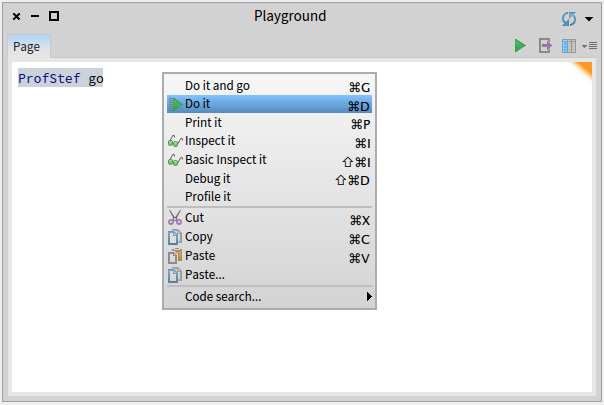 Playground
Page
ProfStef go
Do it and go ⌘G
Do it ⌘D
Print it ⌘P
Inspect it ⌘I
Basic Inspect it ⇧⌘I
Debug it ⇧⌘D
Profile it
Cut ⌘X
Copy ⌘C
Paste ⌘V
Paste...
Code search...